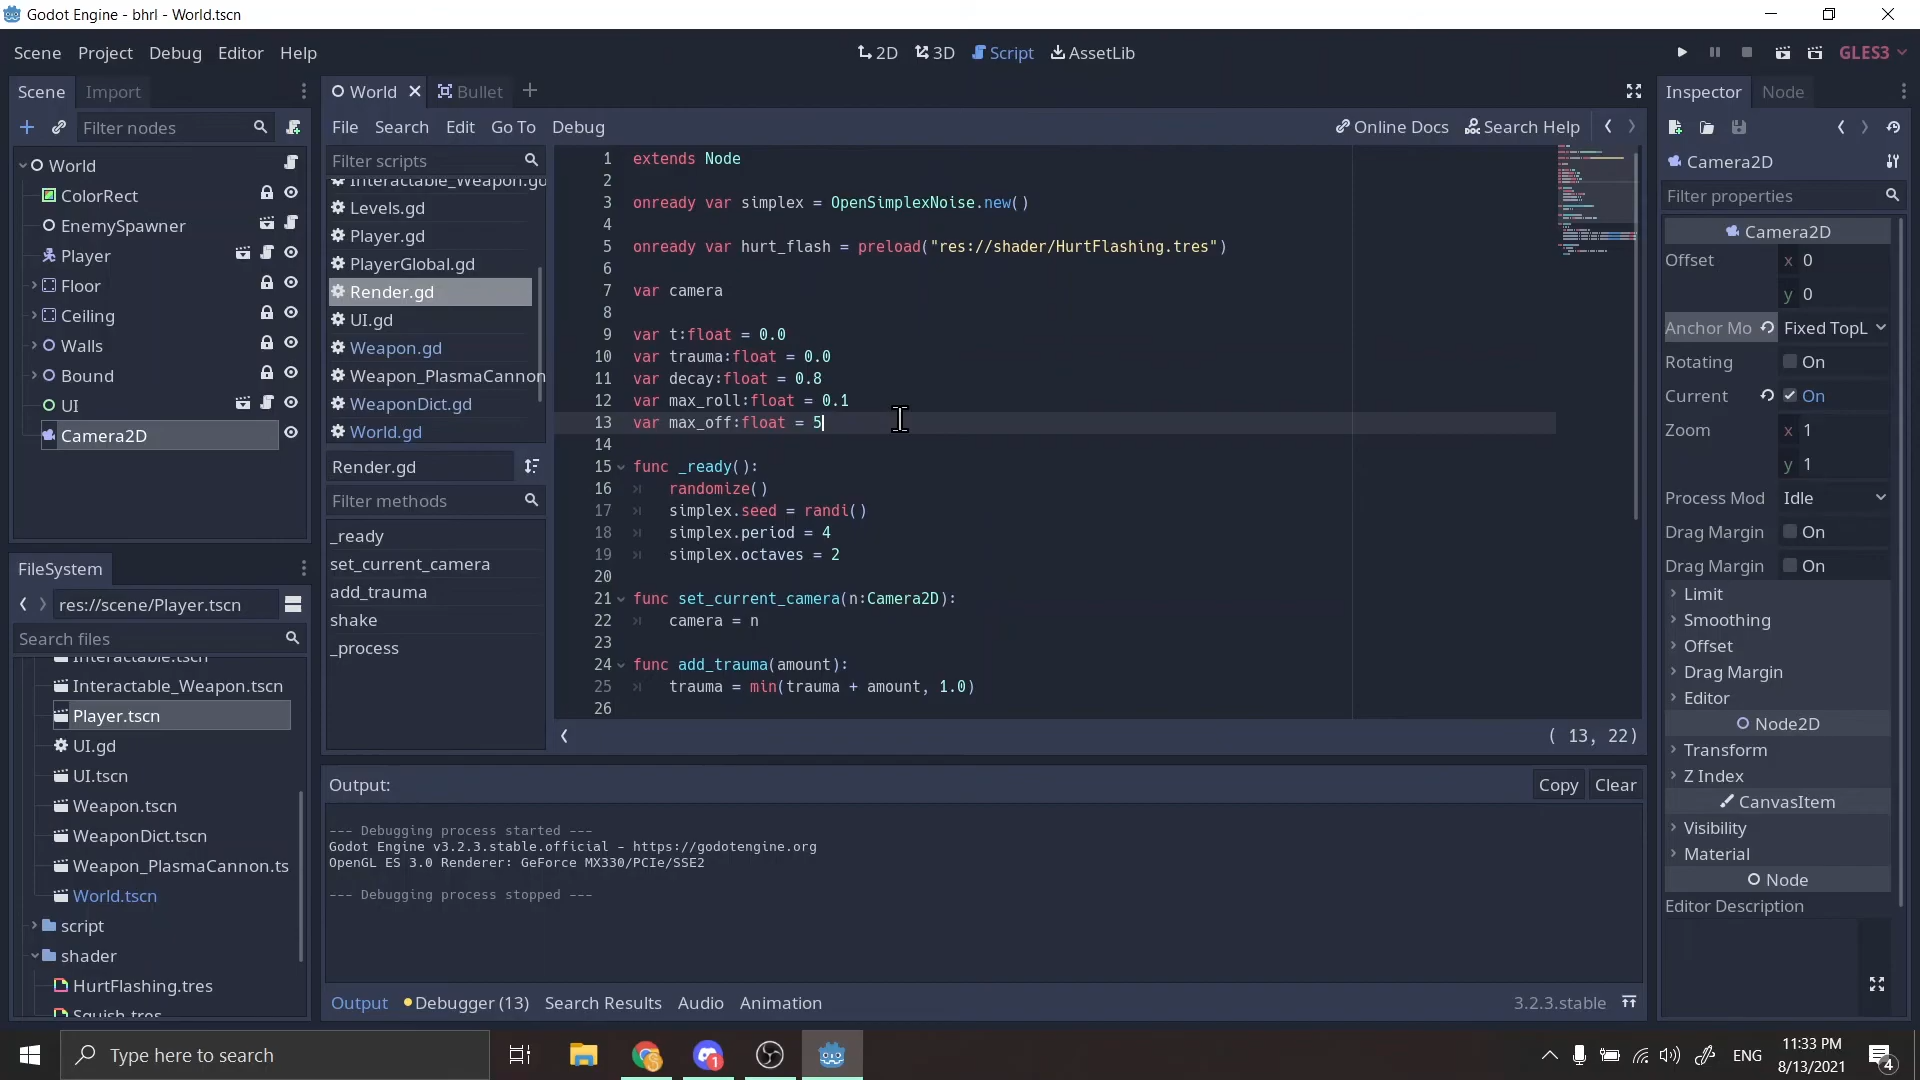 Godot Engine - bhrl - World.tscn
Scene Project Debug Editor Help
2D 3D Script AssetLib
GLES3
Scene Import
Filter nodes
World
ColorRect
EnemySpawner
Player
Floor
Ceiling
Walls
Bound
UI
Camera2D
FileSystem
res://scene/Player.tscn
Search files
Interactable.tscn
Interactable_Weapon.tscn
Player.tscn
UI.gd
UI.tscn
Weapon.tscn
WeaponDict.tscn
Weapon_PlasmaCannon.ts
World.tscn
script
shader
HurtFlashing.tres
Squish.tres
World Bullet
File Search Edit Go To Debug
Online Docs Search Help
Filter scripts
Interactable_Weapon.gd
Levels.gd
Player.gd
PlayerGlobal.gd
Render.gd
UI.gd
Weapon.gd
Weapon_PlasmaCannon
WeaponDict.gd
World.gd
Render.gd
Filter methods
_ready
set_current_camera
add_trauma
shake
_process
1 extends Node
2
3 onready var simplex = OpenSimplexNoise.new()
4
5 onready var hurt_flash = preload("res://shader/HurtFlashing.tres")
6
7 var camera
8
9 var t:float = 0.0
10 var trauma:float = 0.0
11 var decay:float = 0.8
12 var max_roll:float = 0.1
13 var max_off:float = 5
14
15 func _ready():
16 randomize()
17 simplex.seed = randi()
18 simplex.period = 4
19 simplex.octaves = 2
20
21 func set_current_camera(n:Camera2D):
22 camera = n
23
24 func add_trauma(amount):
25 trauma = min(trauma + amount, 1.0)
26
( 13, 22)
Output:
Copy Clear
--- Debugging process started ---
Godot Engine v3.2.3.stable.official - https://godotengine.org
OpenGL ES 3.0 Renderer: GeForce MX330/PCIe/SSE2
--- Debugging process stopped ---
Output Debugger (13) Search Results Audio Animation
3.2.3.stable
Inspector Node
Camera2D
Filter properties
Camera2D
Offset x 0
y 0
Anchor Mo Fixed TopL
Rotating On
Current On
Zoom x 1
y 1
Process Mod Idle
Drag Margin On
Drag Margin On
Limit
Smoothing
Offset
Drag Margin
Editor
Node2D
Transform
Z Index
CanvasItem
Visibility
Material
Node
Editor Description
Type here to search
1
ENG
11:33 PM
8/13/2021
4